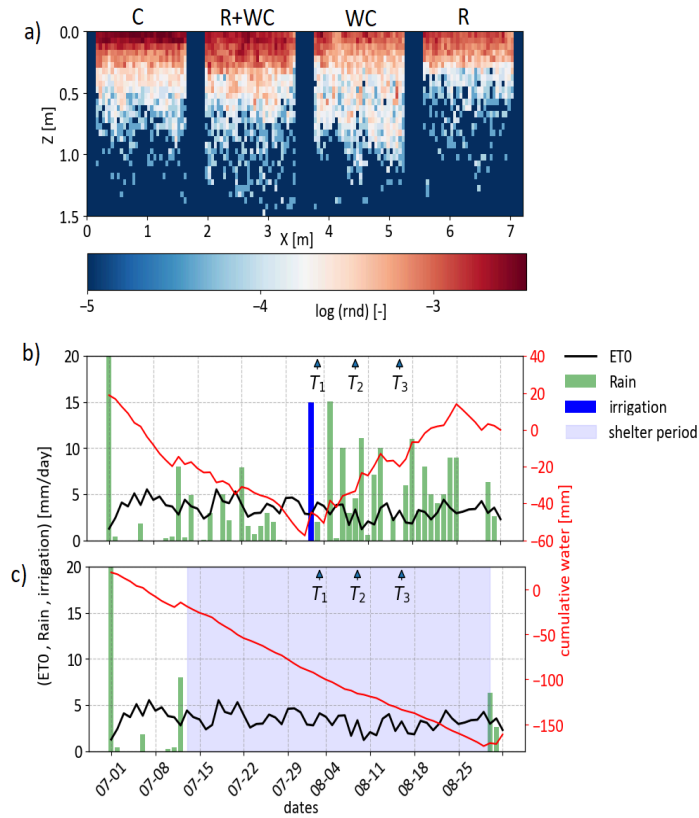 a)
C R+WC WC R
0.0
0.5
1.0
1.5
Z [m]
0 1 2 3 4 5 6 7
X [m]
−5 −4 −3
log (rnd) [-]
b)
20
15
10
5
0
40
20
0
−20
−40
−60
T1 T2 T3
ET0
Rain
irrigation
shelter period
c)
20
15
10
5
0
0
−50
−100
−150
T1 T2 T3
(ET0 , Rain , irrigation) [mm/day]
cumulative water [mm]
07-01 07-08 07-15 07-22 07-29 08-04 08-11 08-18 08-25
dates